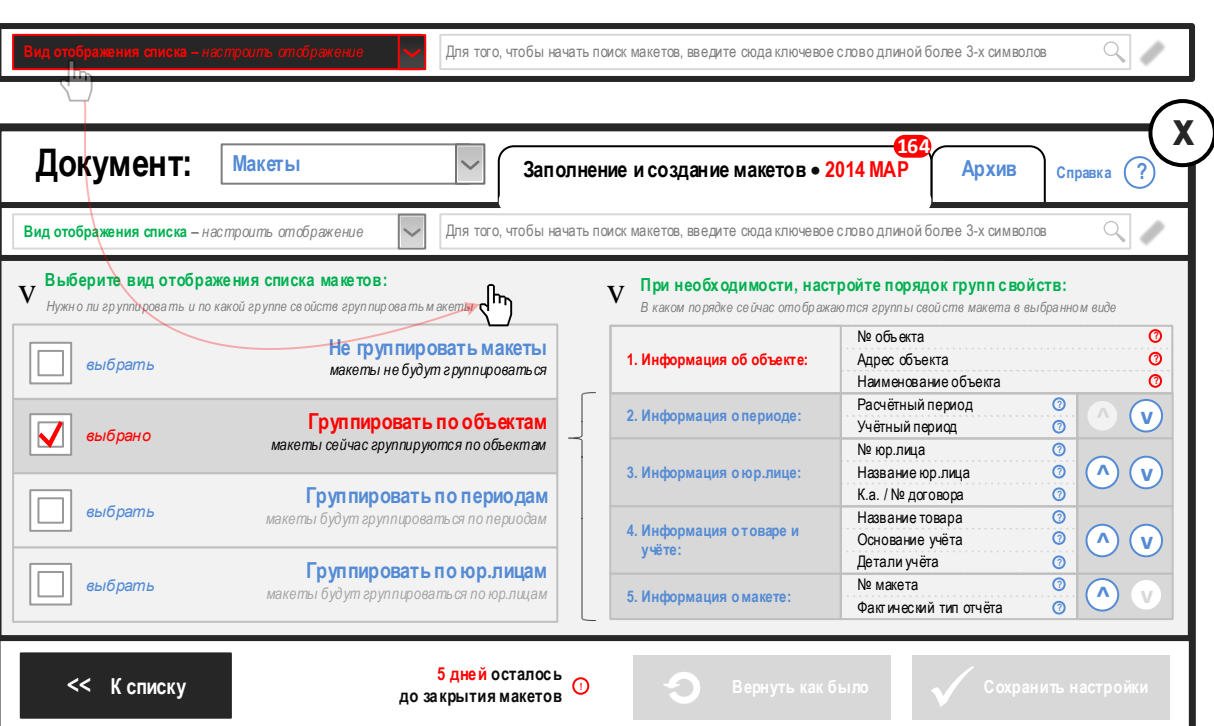 Вид отображения списка – настроить отображение
Для того, чтобы начать поиск макетов, введите сюда ключевое слово длиной более 3-х символов
X
Документ:
Макеты
Заполнение и создание макетов • 2014 МАР
164
Архив
Справка ?
Вид отображения списка – настроить отображение
Для того, чтобы начать поиск макетов, введите сюда ключевое слово длиной более 3-х символов
V Выберите вид отображения списка макетов:
Нужно ли группировать и по какой группе свойств группировать макеты
выбрать
Не группировать макеты
макеты не будут группироваться
выбрано
Группировать по объектам
макеты сейчас группируются по объектам
выбрать
Группировать по периодам
макеты будут группироваться по периодам
выбрать
Группировать по юр.лицам
макеты будут группироваться по юр.лицам
V При необходимости, настройте порядок групп свойств:
В каком порядке сейчас отображаются группы свойств макета в выбранном виде
1. Информация об объекте:
№ объекта ?
Адрес объекта ?
Наименование объекта ?
2. Информация о периоде:
Расчётный период ?
Учётный период ?
^ v
3. Информация о юр.лице:
№ юр.лица ?
Название юр.лица ?
К.а. / № договора ?
^ v
4. Информация о товаре и
учёте:
Название товара ?
Основание учёта ?
Детали учёта ?
^ v
5. Информация о макете:
№ макета ?
Фактический тип отчёта ?
^ v
<< К списку
5 дней осталось
до закрытия макетов !
Вернуть как было
Сохранить настройки